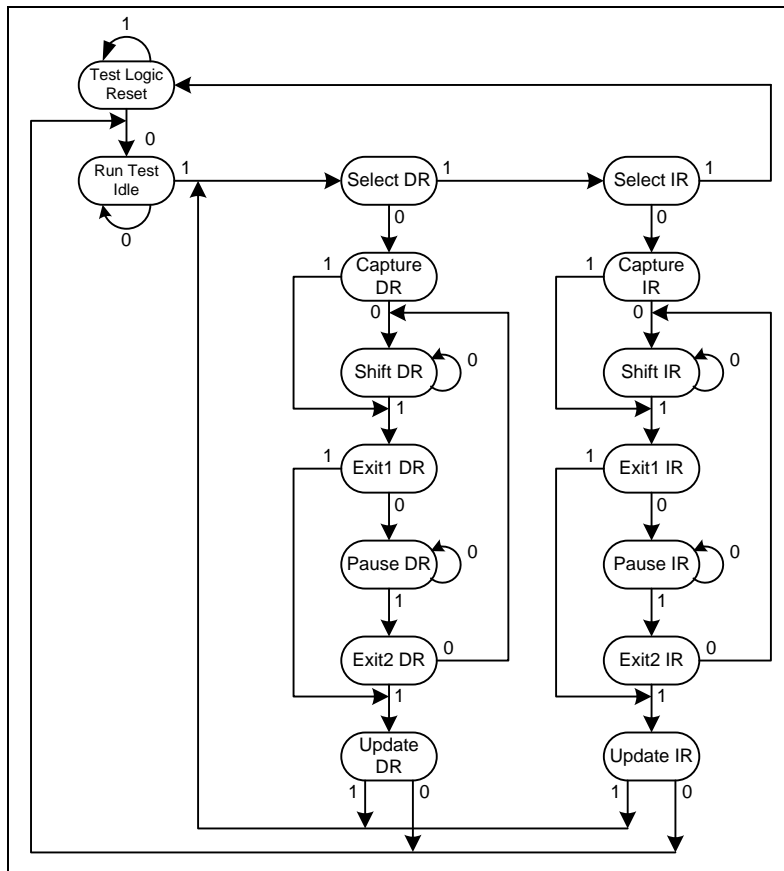 1
Test Logic
Reset
0
Run Test
Idle
1
0
Select DR
1
Select IR
1
0
0
Capture
DR
1
0
Capture
IR
1
0
Shift DR
0
Shift IR
0
1
1
1
Exit1 DR
1
Exit1 IR
0
0
Pause DR
0
Pause IR
0
1
1
Exit2 DR
0
Exit2 IR
0
1
1
Update
DR
Update IR
1
0
1
0